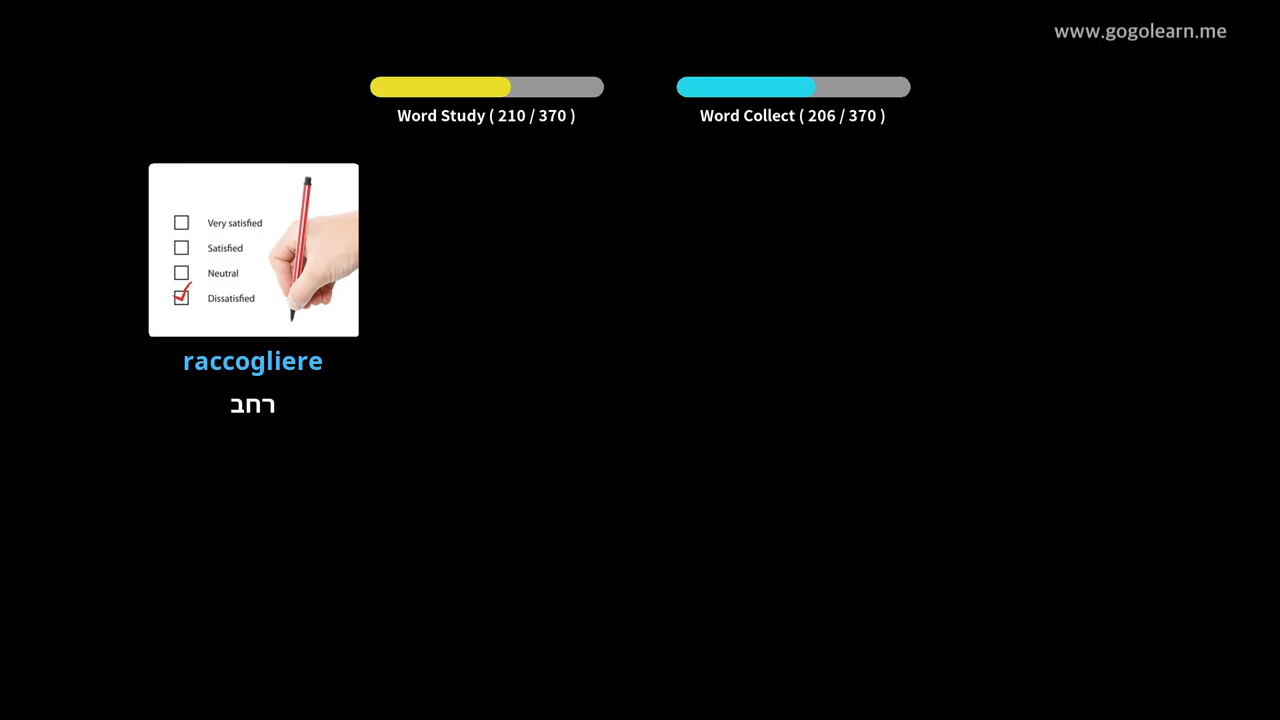 www.gogolearn.me
Word Study ( 210 / 370 )
Word Collect ( 206 / 370 )
Very satisfied
Satisfied
Neutral
Dissatisfied
raccogliere
רחב